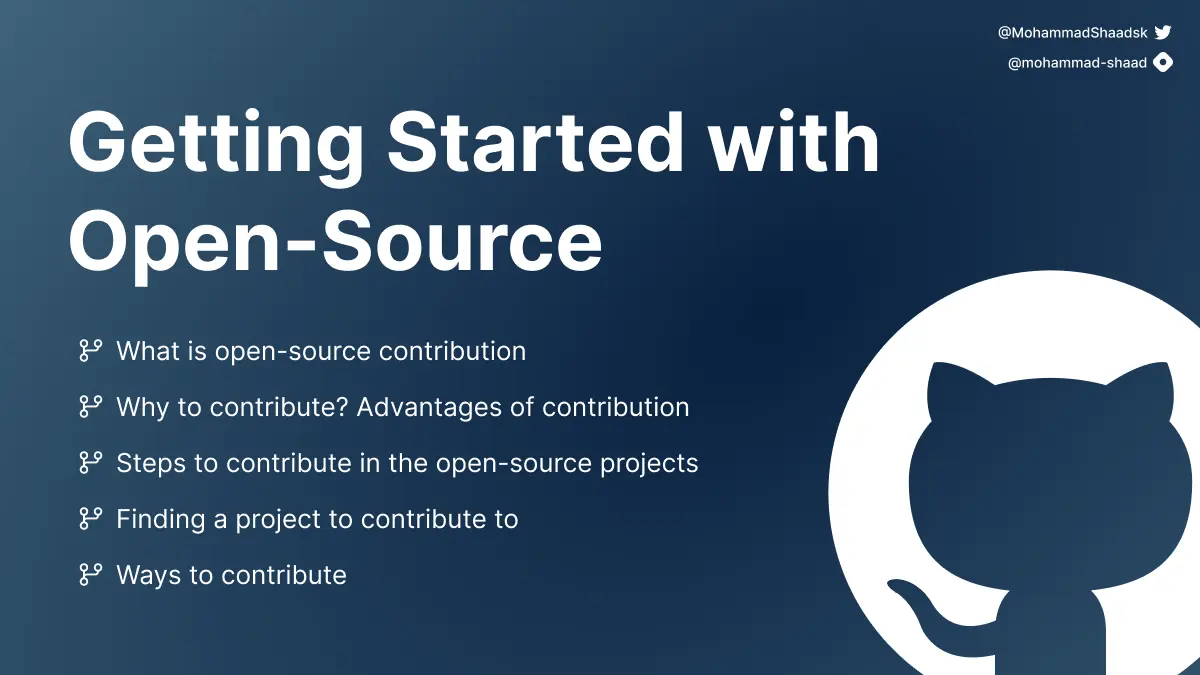 @MohammadShaadsk
@mohammad-shaad
Getting Started with
Open-Source
What is open-source contribution
Why to contribute? Advantages of contribution
Steps to contribute in the open-source projects
Finding a project to contribute to
Ways to contribute